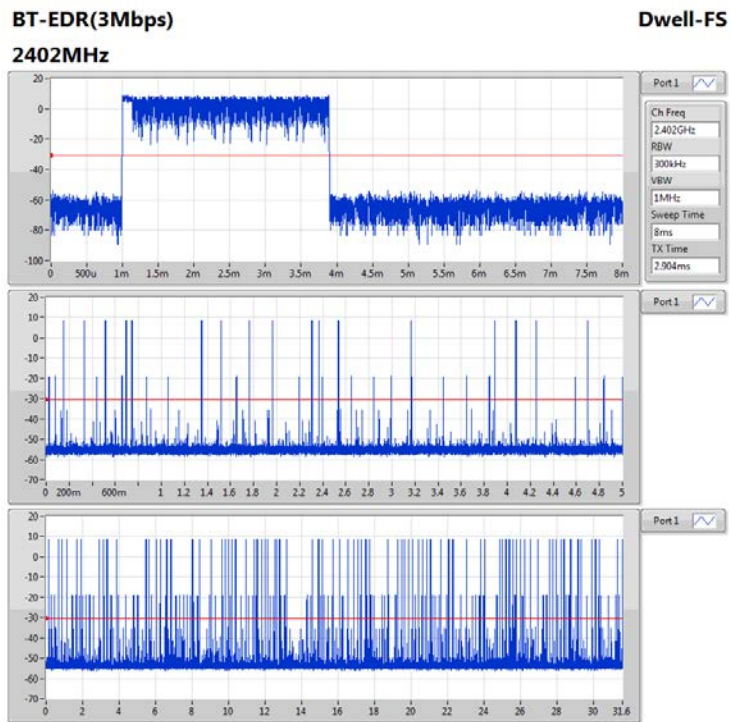 BT-EDR(3Mbps) Dwell-FS
2402MHz
20
0
-20
-40
-60
-80
-100
0 500u 1m 1.5m 2m 2.5m 3m 3.5m 4m 4.5m 5m 5.5m 6m 6.5m 7m 7.5m 8m
Port 1
Ch Freq
2.402GHz
RBW
300kHz
VBW
1MHz
Sweep Time
8ms
TX Time
2.904ms
20
10
0
-10
-20
-30
-40
-50
-60
-70
0 200m 600m 1 1.2 1.4 1.6 1.8 2 2.2 2.4 2.6 2.8 3 3.2 3.4 3.6 3.8 4 4.2 4.4 4.6 4.8 5
Port 1
20
10
0
-10
-20
-30
-40
-50
-60
-70
0 2 4 6 8 10 12 14 16 18 20 22 24 26 28 30 31.6
Port 1